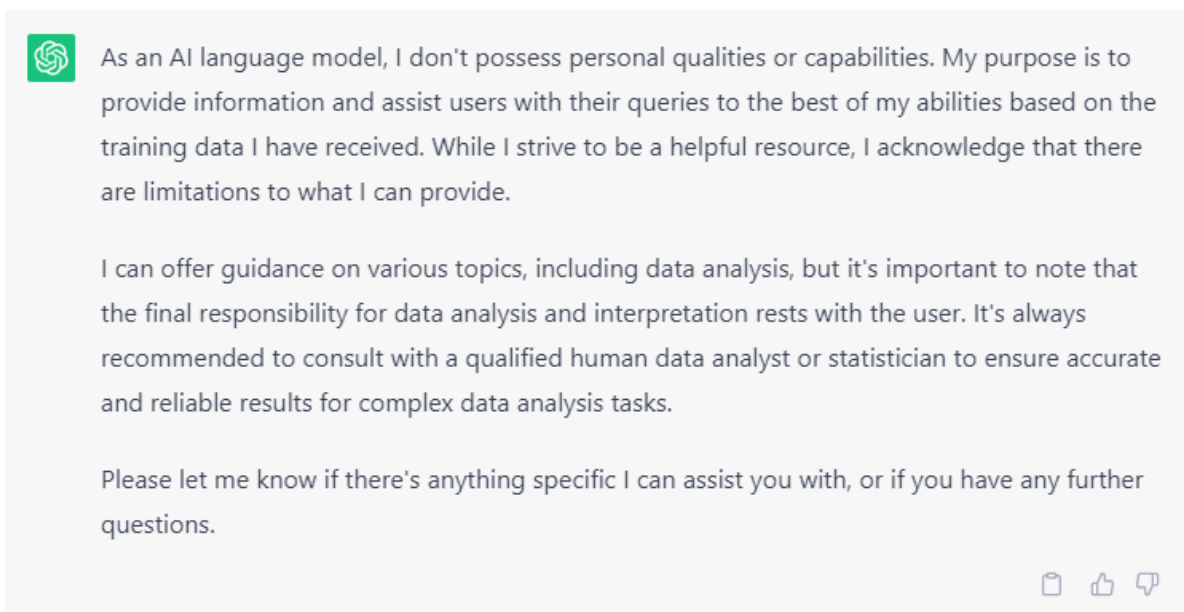 As an AI language model, I don't possess personal qualities or capabilities. My purpose is to
provide information and assist users with their queries to the best of my abilities based on the
training data I have received. While I strive to be a helpful resource, I acknowledge that there
are limitations to what I can provide.
I can offer guidance on various topics, including data analysis, but it's important to note that
the final responsibility for data analysis and interpretation rests with the user. It's always
recommended to consult with a qualified human data analyst or statistician to ensure accurate
and reliable results for complex data analysis tasks.
Please let me know if there's anything specific I can assist you with, or if you have any further
questions.